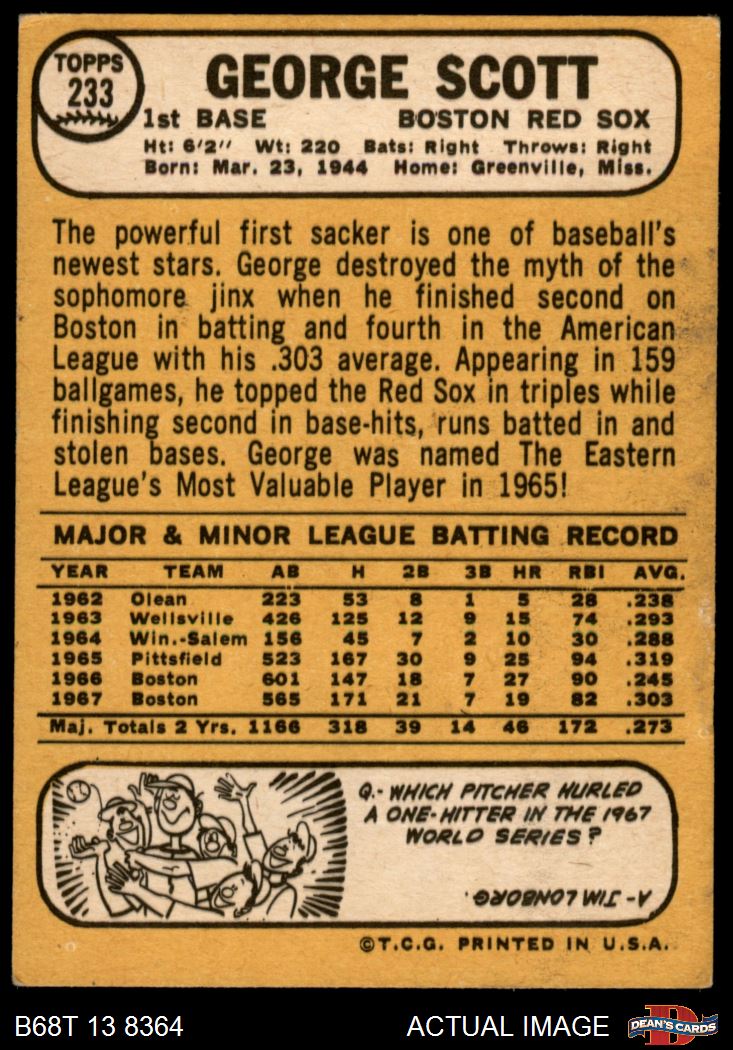 TOPPS
233
GEORGE SCOTT
1st BASE BOSTON RED SOX
Ht: 6'2" Wt: 220 Bats: Right Throws: Right
Born: Mar. 23, 1944 Home: Greenville, Miss.
The powerful first sacker is one of baseball's
newest stars. George destroyed the myth of the
sophomore jinx when he finished second on
Boston in batting and fourth in the American
League with his .303 average. Appearing in 159
ballgames, he topped the Red Sox in triples while
finishing second in base-hits, runs batted in and
stolen bases. George was named The Eastern
League's Most Valuable Player in 1965!
MAJOR & MINOR LEAGUE BATTING RECORD
YEAR TEAM AB H 2B 3B HR RBI AVG.
1962 Olean 223 53 8 1 5 28 .238
1963 Wellsville 426 125 12 9 15 74 .293
1964 Win.-Salem 156 45 7 2 10 30 .288
1965 Pittsfield 523 167 30 9 25 94 .319
1966 Boston 601 147 18 7 27 90 .245
1967 Boston 565 171 21 7 19 82 .303
Maj. Totals 2 Yrs. 1166 318 39 14 46 172 .273
Q.- WHICH PITCHER HURLED
A ONE-HITTER IN THE 1967
WORLD SERIES?
A- JIM LONBORG.
©T.C.G. PRINTED IN U.S.A.
B68T 13 8364 ACTUAL IMAGE DEAN'S CARDS